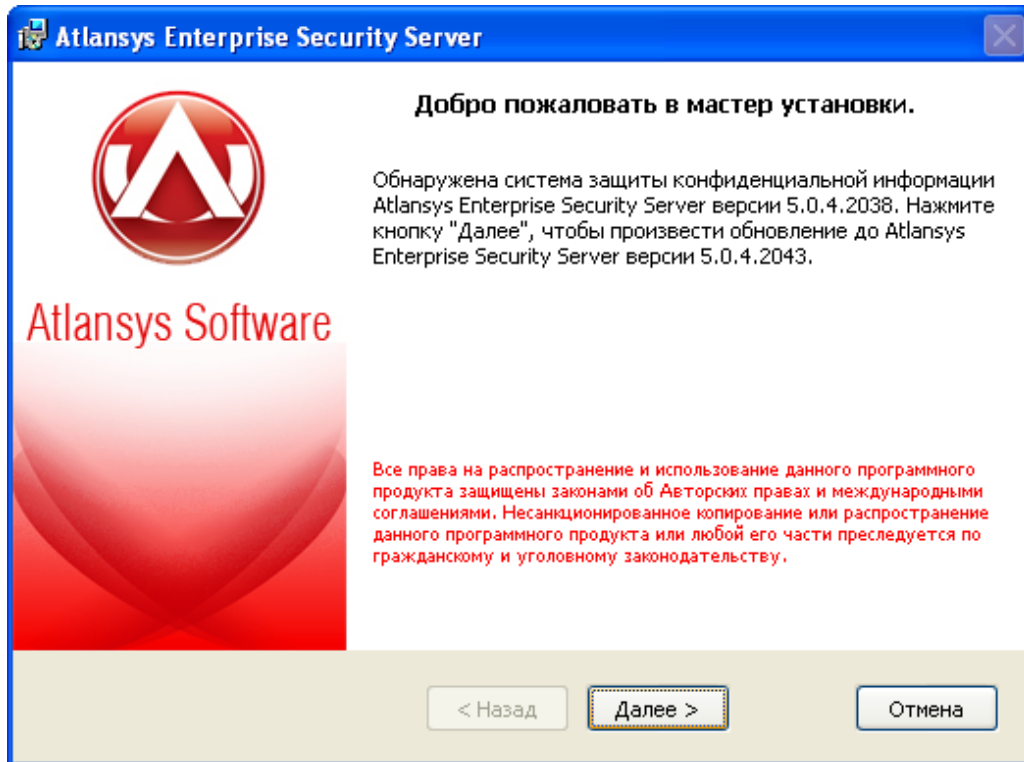 Atlansys Enterprise Security Server
Добро пожаловать в мастер установки.
Обнаружена система защиты конфиденциальной информации
Atlansys Enterprise Security Server версии 5.0.4.2038. Нажмите
кнопку "Далее", чтобы произвести обновление до Atlansys
Enterprise Security Server версии 5.0.4.2043.
Atlansys Software
Все права на распространение и использование данного программного
продукта защищены законами об Авторских правах и международными
соглашениями. Несанкционированное копирование или распространение
данного программного продукта или любой его части преследуется по
гражданскому и уголовному законодательству.
< Назад
Далее >
Отмена